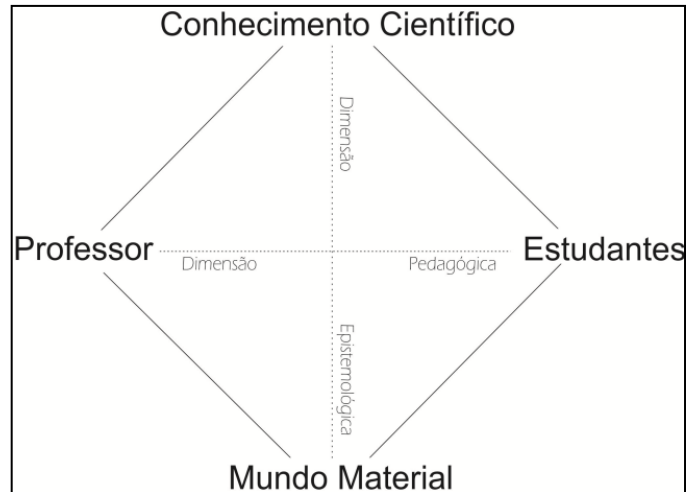 Conhecimento Científico
Dimensão
Professor
Estudantes
Dimensão
Pedagógica
Epistemológica
Mundo Material